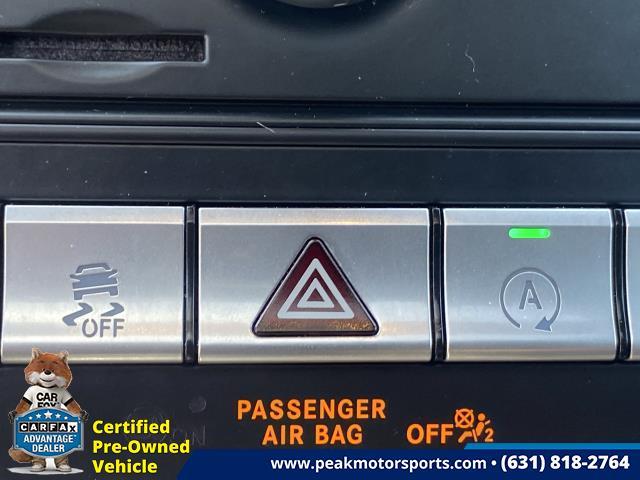 OFF
A
PASSENGER
AIR BAG OFF 2
ON
CAR
FOX
CARFAX
ADVANTAGE
DEALER
Certified
Pre-Owned
Vehicle
www.peakmotorsports.com • (631) 818-2764